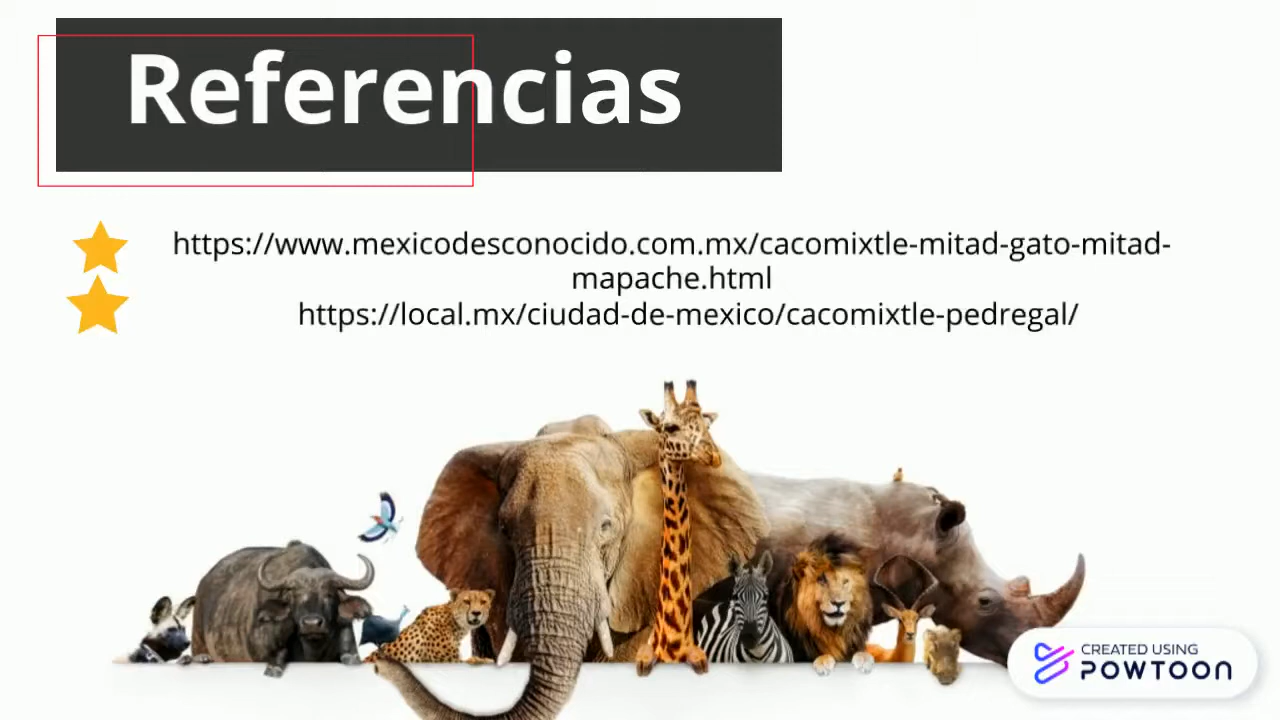 Referencias
https://www.mexicodesconocido.com.mx/cacomixtle-mitad-gato-mitad-
mapache.html
https://local.mx/ciudad-de-mexico/cacomixtle-pedregal/
CREATED USING
POWTOON